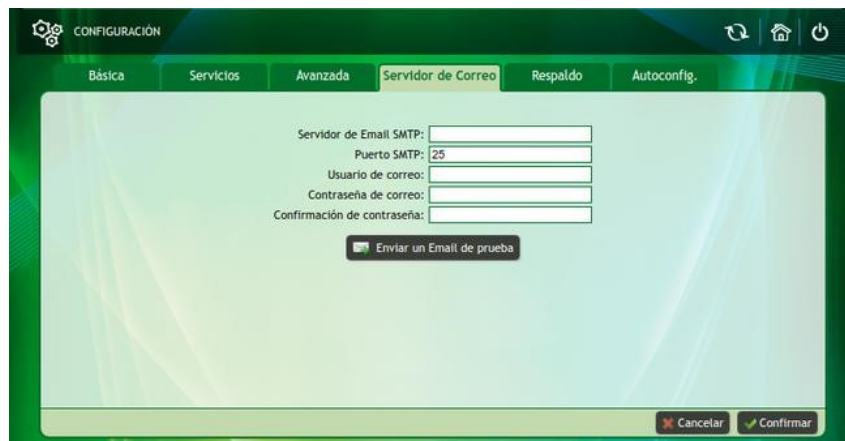 CONFIGURACIÓN
Básica Servicios Avanzada Servidor de Correo Respaldo Autoconfig.
Servidor de Email SMTP:
Puerto SMTP: 25
Usuario de correo:
Contraseña de correo:
Confirmación de contraseña:
Enviar un Email de prueba
Cancelar Confirmar